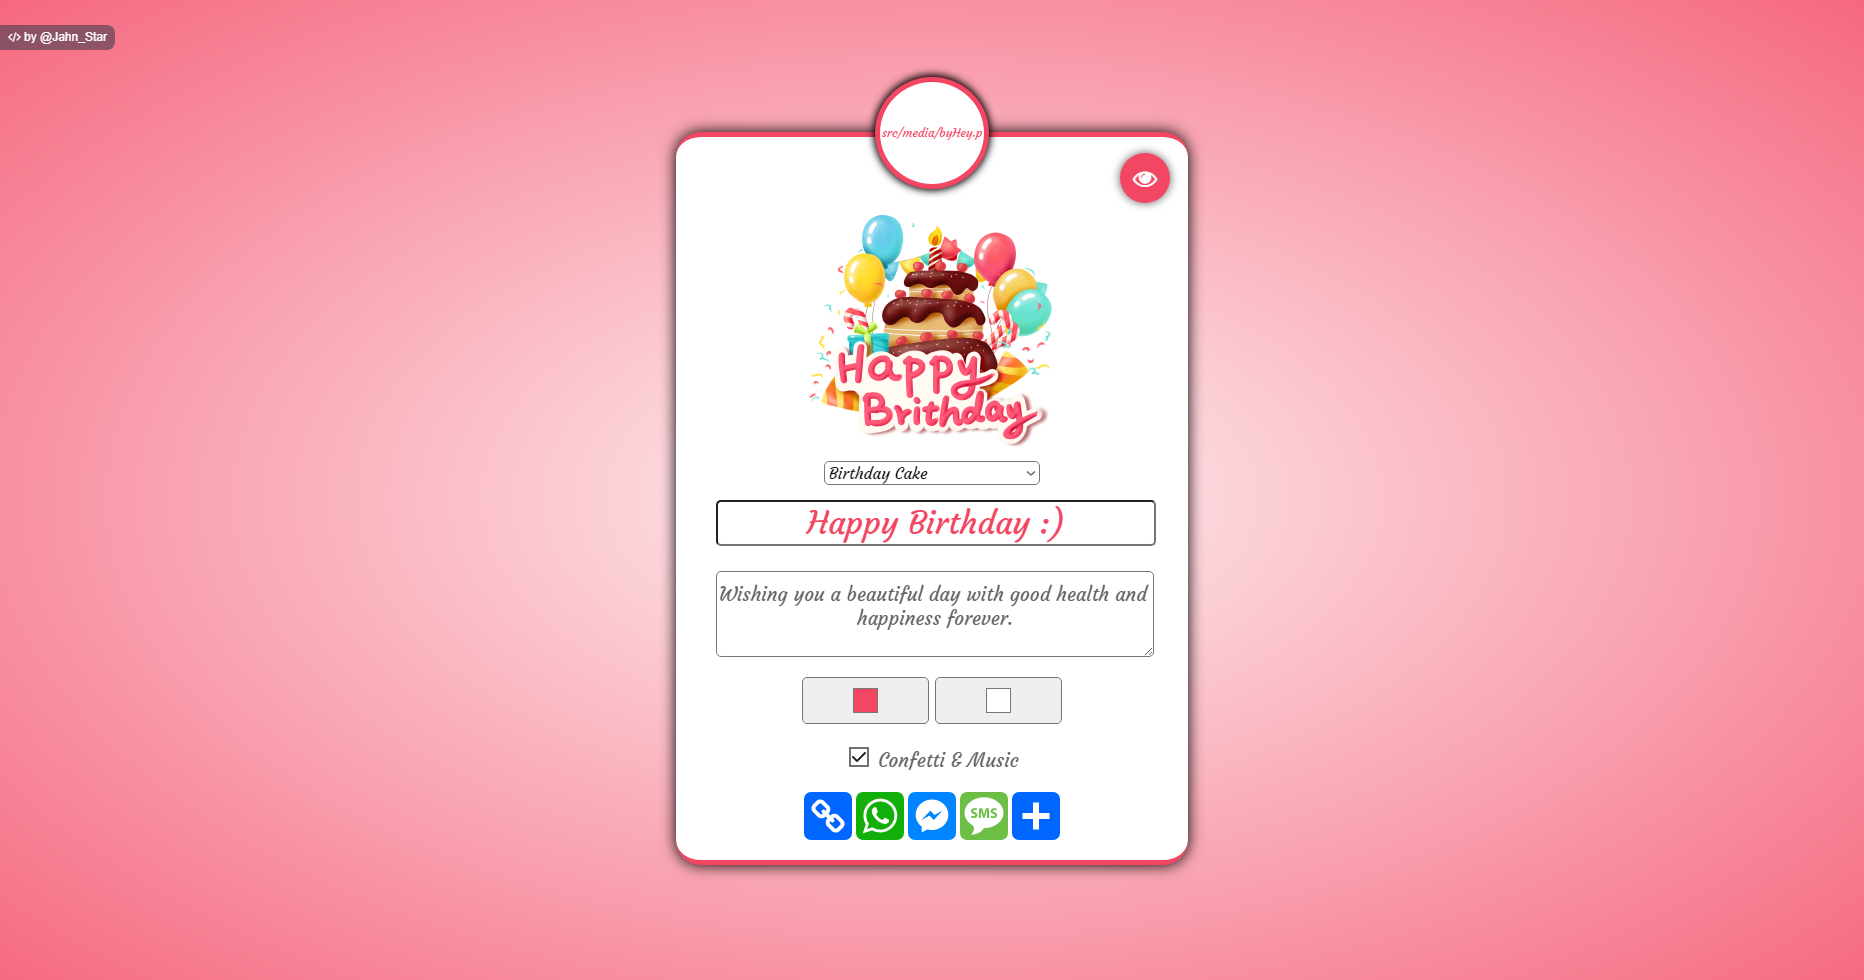 </> by @Jahn_Star
src/media/byHey.p
Happy
Brithday
Birthday Cake
Happy Birthday :)
Wishing you a beautiful day with good health and
happiness forever.
Confetti & Music
SMS